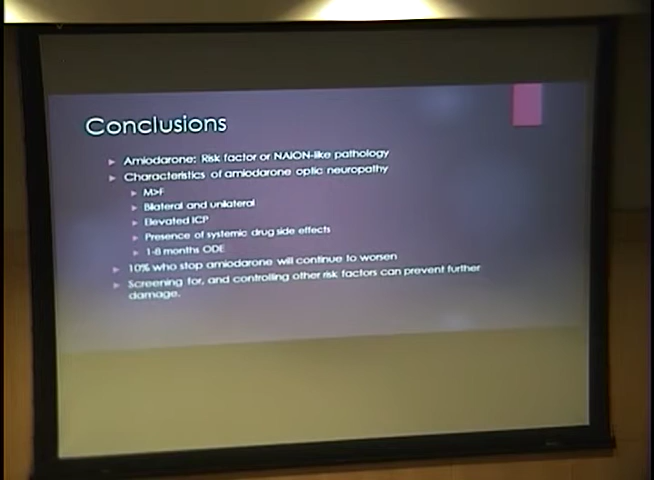 Conclusions
Amiodarone: Risk factor or NAION-like pathology
Characteristics of amiodarone optic neuropathy
M>F
Bilateral and unilateral
Elevated ICP
Presence of systemic drug side effects
1-8 months ODE
10% who stop amiodarone will continue to worsen
Screening for, and controlling other risk factors can prevent further
damage.